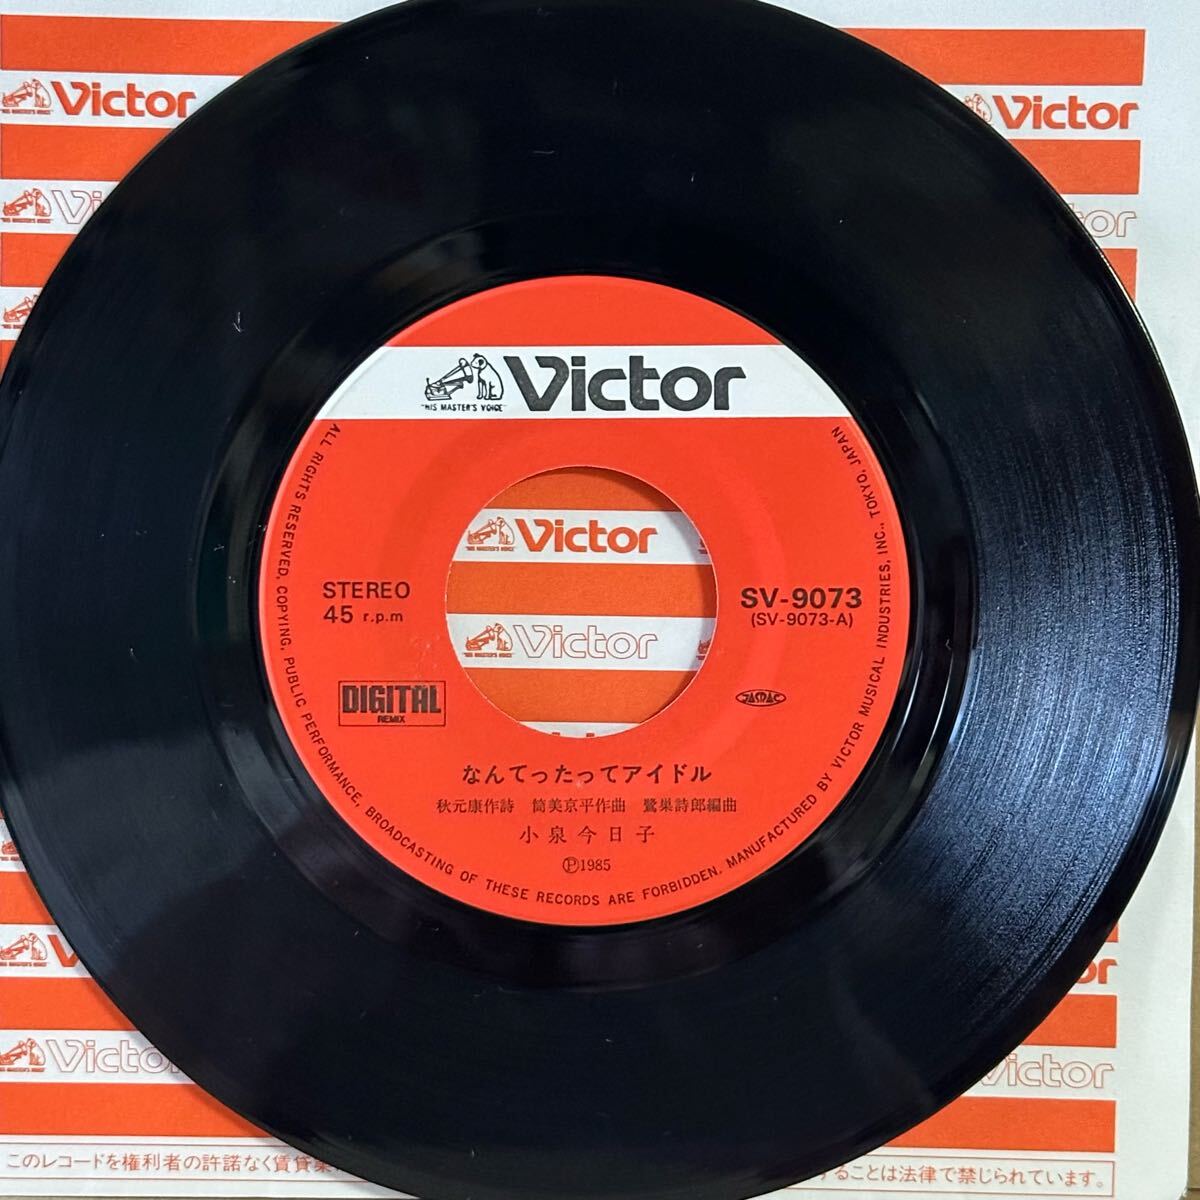 Victor
Victor
Victor
"HIS MASTER'S VOICE"
Victor
ALL RIGHTS RESERVED. COPYING, PUBLIC PERFORMANCE, BROADCASTING OF THESE RECORDS ARE FORBIDDEN. MANUFACTURED BY VICTOR MUSICAL INDUSTRIES, INC., TOKYO, JAPAN
Victor
STEREO
45 r.p.m
SV-9073
(SV-9073-A)
Victor
DIGITAL
REMIX
JASRAC
なんてったってアイドル
秋元康作詩 筒美京平作曲 鷺巣詩郎編曲
小泉今日子
Ⓟ1985
Victor
Victor
このレコードを権利者の許諾なく賃貸業
することは法律で禁じられています。